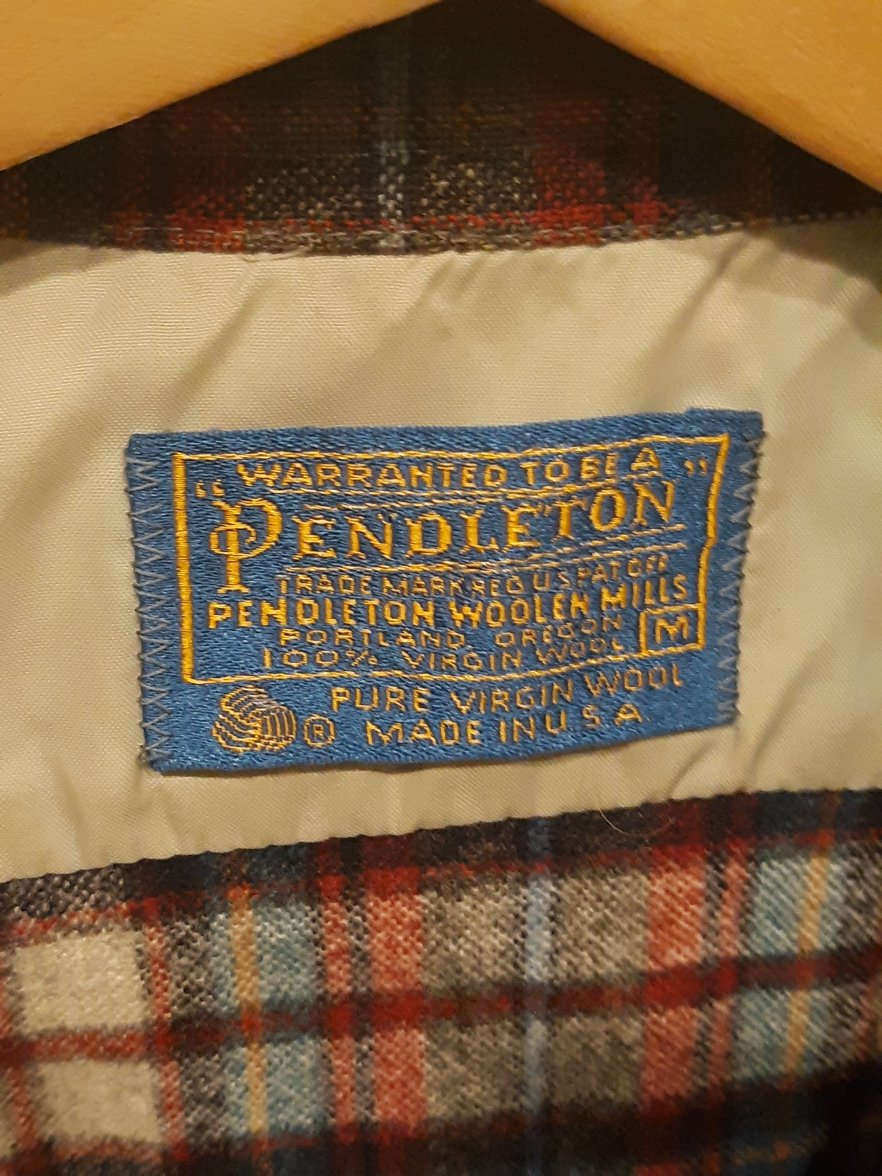 "WARRANTED TO BE A
PENDLETON"
TRADE MARK REG U S PAT OFF
PENDLETON WOOLEN MILLS
PORTLAND, OREGON
M
100% VIRGIN WOOL
PURE VIRGIN WOOL
® MADE IN U S A.